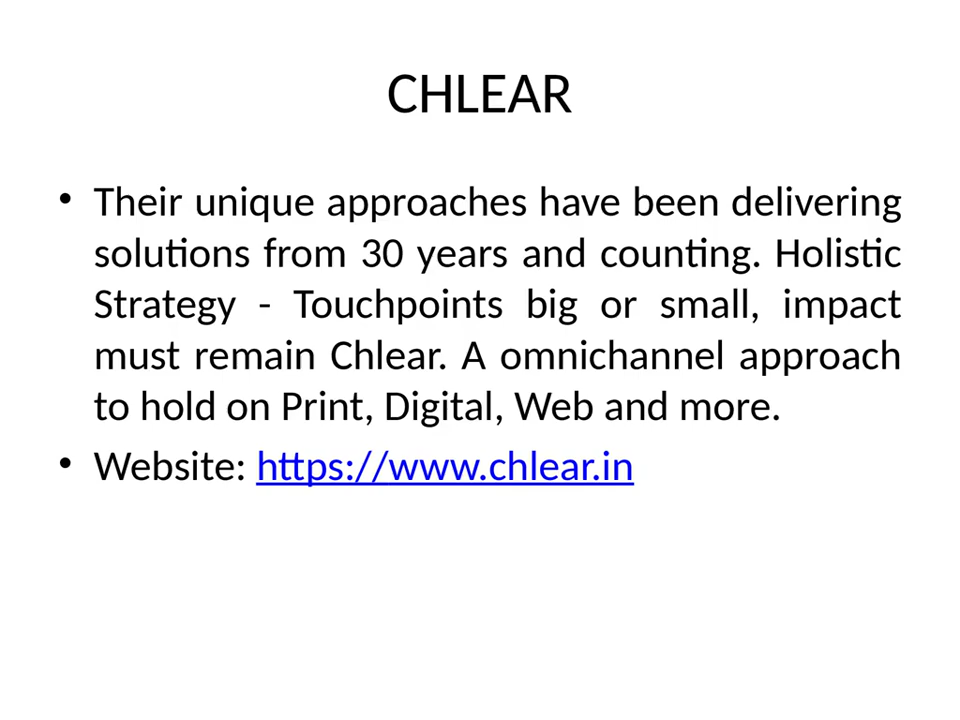 CHLEAR
• Their unique approaches have been delivering
solutions from 30 years and counting. Holistic
Strategy - Touchpoints big or small, impact
must remain Chlear. A omnichannel approach
to hold on Print, Digital, Web and more.
• Website: https://www.chlear.in